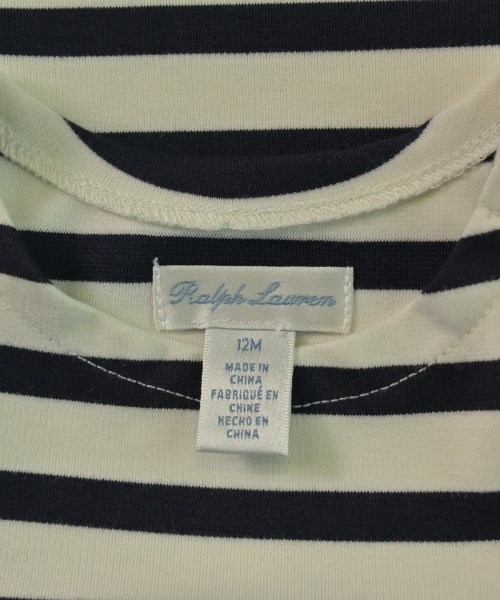 Ralph Lauren
12M
MADE IN
CHINA
FABRIQUÉ EN
CHINE
HECHO EN
CHINA